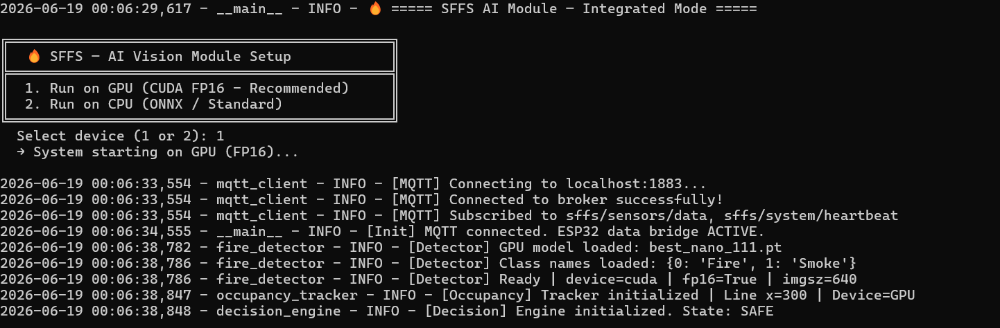 2026-06-19 00:06:29,617 - __main__ - INFO - 🔥 ===== SFFS AI Module — Integrated Mode =====
🔥 SFFS — AI Vision Module Setup
1. Run on GPU (CUDA FP16 - Recommended)
2. Run on CPU (ONNX / Standard)
Select device (1 or 2): 1
→ System starting on GPU (FP16)...
2026-06-19 00:06:33,554 - mqtt_client - INFO - [MQTT] Connecting to localhost:1883...
2026-06-19 00:06:33,554 - mqtt_client - INFO - [MQTT] Connected to broker successfully!
2026-06-19 00:06:33,554 - mqtt_client - INFO - [MQTT] Subscribed to sffs/sensors/data, sffs/system/heartbeat
2026-06-19 00:06:34,555 - __main__ - INFO - [Init] MQTT connected. ESP32 data bridge ACTIVE.
2026-06-19 00:06:38,782 - fire_detector - INFO - [Detector] GPU model loaded: best_nano_111.pt
2026-06-19 00:06:38,786 - fire_detector - INFO - [Detector] Class names loaded: {0: 'Fire', 1: 'Smoke'}
2026-06-19 00:06:38,786 - fire_detector - INFO - [Detector] Ready | device=cuda | fp16=True | imgsz=640
2026-06-19 00:06:38,847 - occupancy_tracker - INFO - [Occupancy] Tracker initialized | Line x=300 | Device=GPU
2026-06-19 00:06:38,848 - decision_engine - INFO - [Decision] Engine initialized. State: SAFE